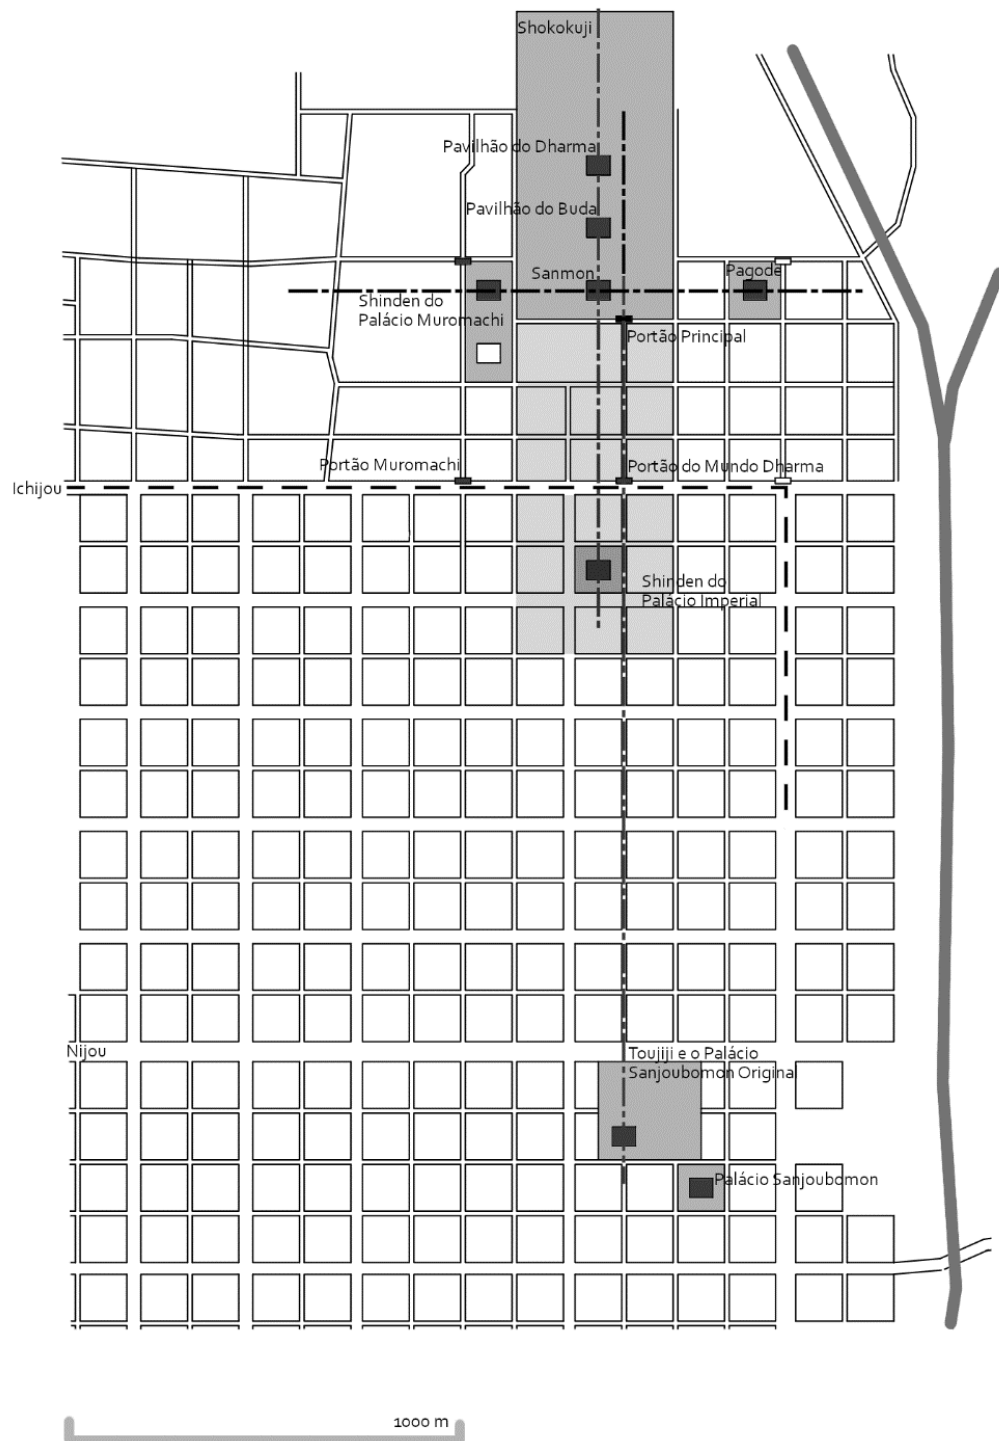 Shokokuji
Pavilhão do Dharma
Pavilhão do Buda
Sanmon
Pagode
Shinden do
Palácio Muromachi
Portão Principal
Portão Muromachi
Portão do Mundo Dharma
Ichijou
Shinden do
Palácio Imperial
Nijou
Toujiji e o Palácio
Sanjoubomon Original
Palácio Sanjoubomon
1000 m